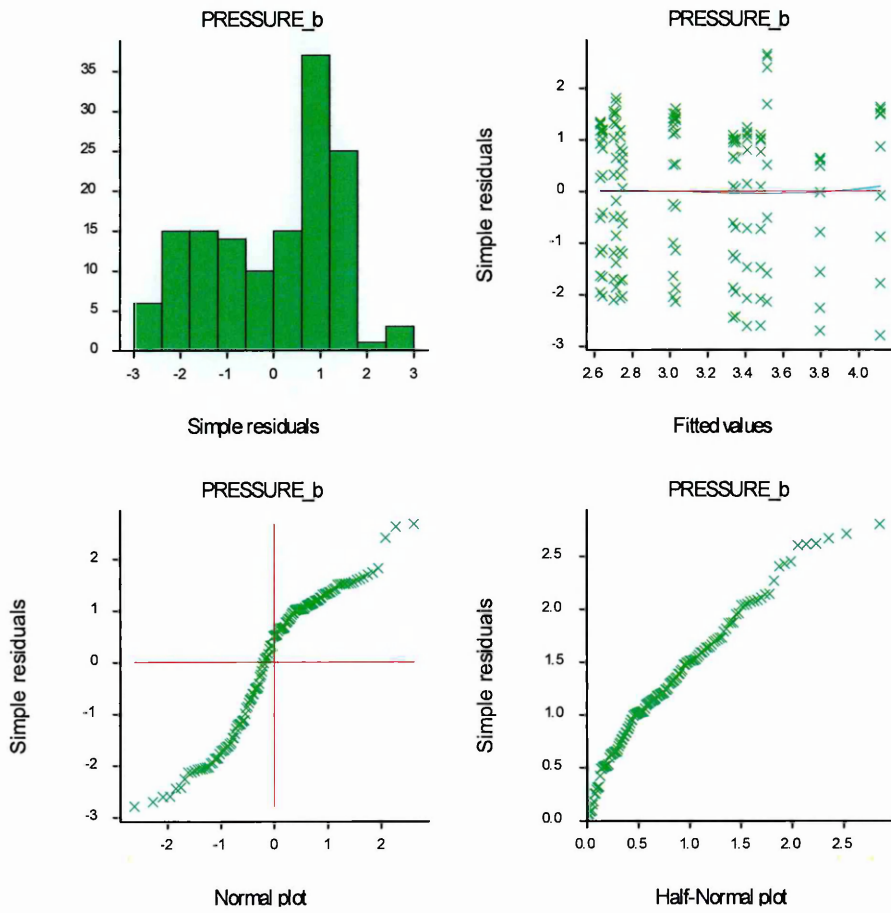 PRESSURE_b
35
30
25
20
15
10
5
0
-3 -2 -1 0 1 2 3
Simple residuals
PRESSURE_b
Simple residuals
2
1
0
-1
-2
-3
2.6 2.8 3.0 3.2 3.4 3.6 3.8 4.0
Fitted values
PRESSURE_b
Simple residuals
2
1
0
-1
-2
-3
-2 -1 0 1 2
Normal plot
PRESSURE_b
Simple residuals
2.5
2.0
1.5
1.0
0.5
0.0
0.0 0.5 1.0 1.5 2.0 2.5
Half-Normal plot